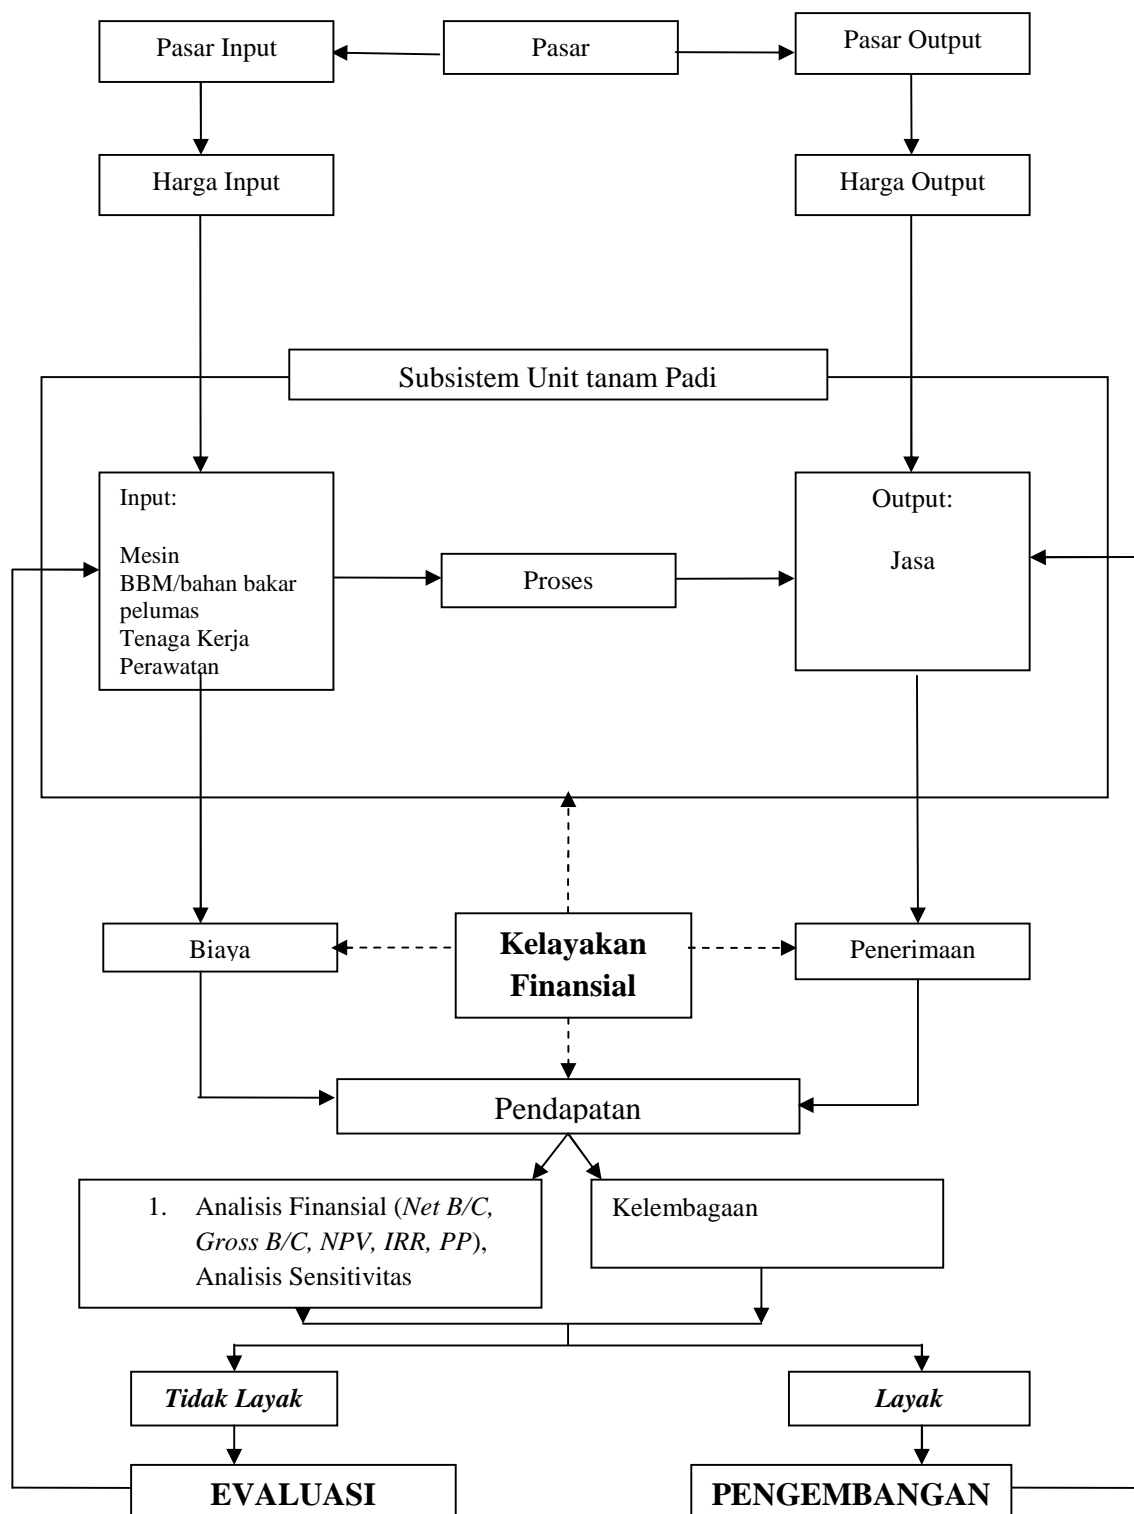 Pasar Input
Pasar
Pasar Output
Harga Input
Harga Output
Subsistem Unit tanam Padi
Input:
Mesin
BBM/bahan bakar
pelumas
Tenaga Kerja
Perawatan
Proses
Output:
Jasa
Biaya
Kelayakan
Finansial
Penerimaan
Pendapatan
1. Analisis Finansial (Net B/C,
Gross B/C, NPV, IRR, PP),
Analisis Sensitivitas
Kelembagaan
Tidak Layak
Layak
EVALUASI
PENGEMBANGAN